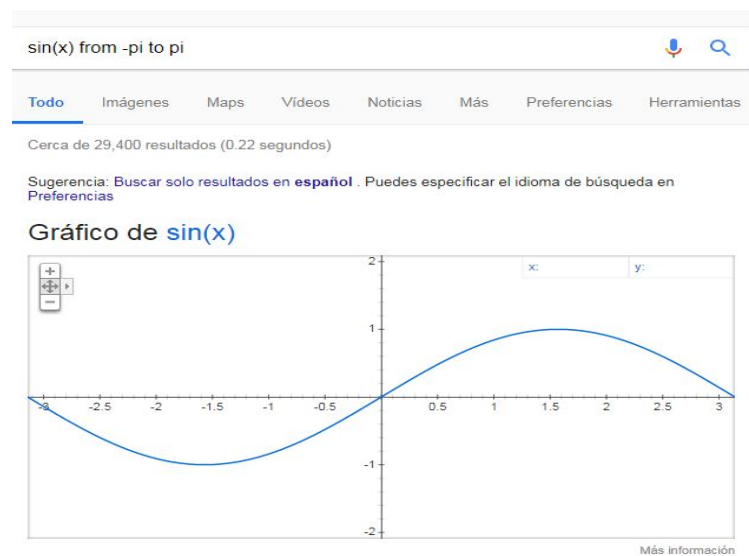 sin(x) from -pi to pi
Todo Imágenes Maps Vídeos Noticias Más Preferencias Herramientas
Cerca de 29,400 resultados (0.22 segundos)
Sugerencia: Buscar solo resultados en español . Puedes especificar el idioma de búsqueda en
Preferencias
Gráfico de sin(x)
x: y:
2
1
-3 -2.5 -2 -1.5 -1 -0.5 0.5 1 1.5 2 2.5 3
-1
-2
Más información